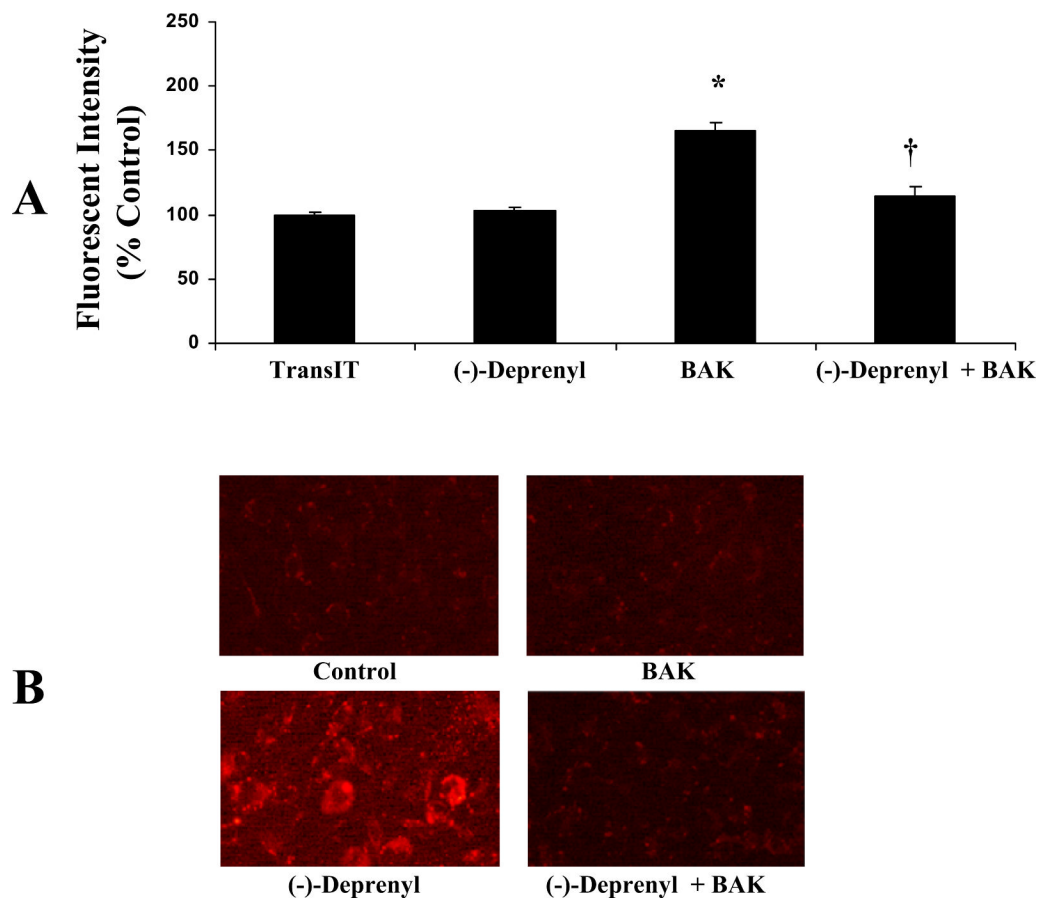 A
Fluorescent Intensity
(% Control)
250
200
150
100
50
0
*
†
TransIT
(-)-Deprenyl
BAK
(-)-Deprenyl + BAK
B
Control
BAK
(-)-Deprenyl
(-)-Deprenyl + BAK